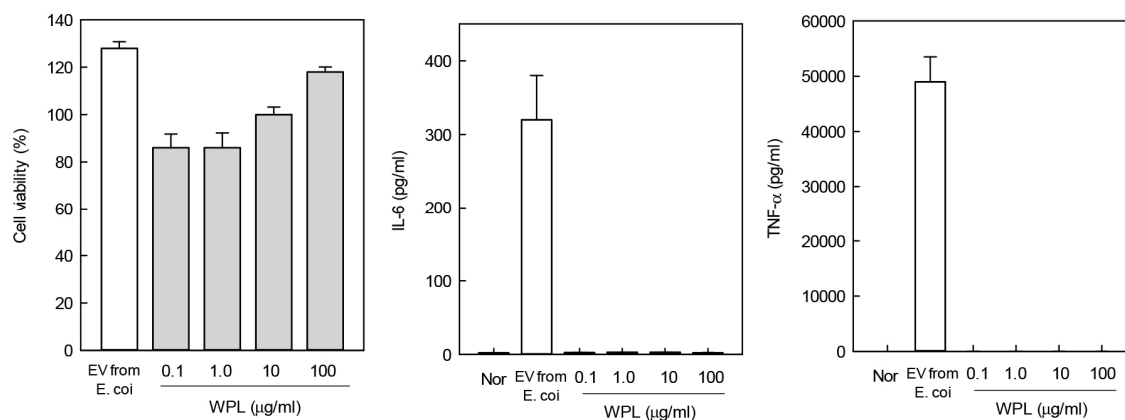 140
120
100
80
60
40
20
0
Cell viability (%)
EV from
E. coi
0.1 1.0 10 100
WPL (μg/ml)
400
300
200
100
0
IL-6 (pg/ml)
Nor
EV from
E. coi
0.1 1.0 10 100
WPL (μg/ml)
60000
50000
40000
30000
20000
10000
0
TNF-α (pg/ml)
Nor
EV from
E. coi
0.1 1.0 10 100
WPL (μg/ml)